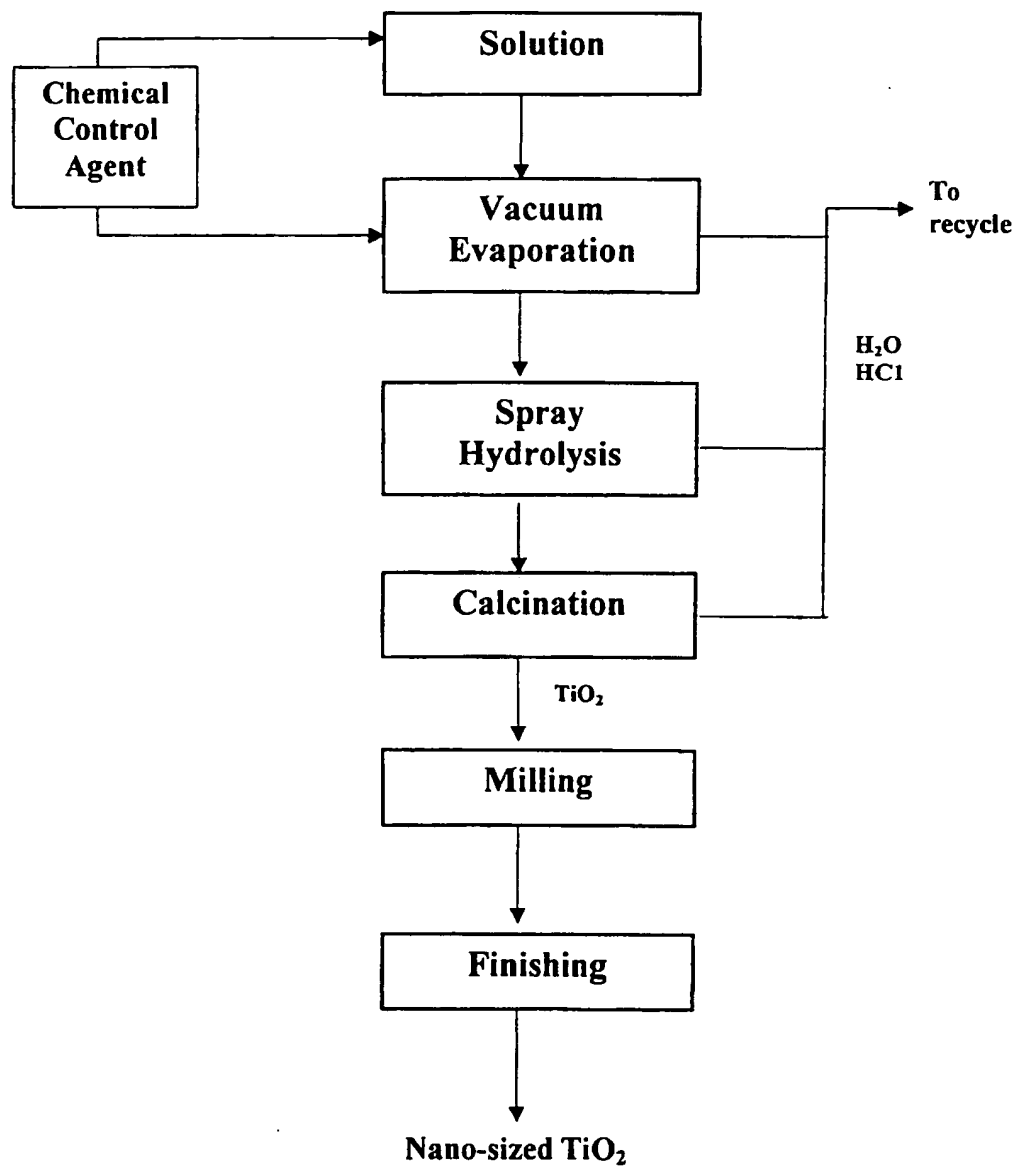 Solution
Chemical
Control
Agent
Vacuum
Evaporation
To
recycle
H₂O
HCl
Spray
Hydrolysis
Calcination
TiO₂
Milling
Finishing
Nano-sized TiO₂